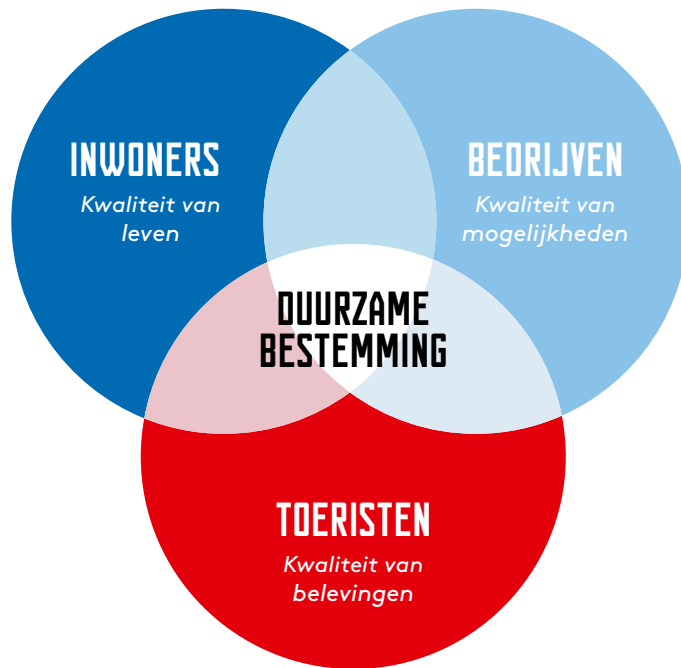 INWONERS
Kwaliteit van
leven
BEDRIJVEN
Kwaliteit van
mogelijkheden
DUURZAME
BESTEMMING
TOERISTEN
Kwaliteit van
belevingen